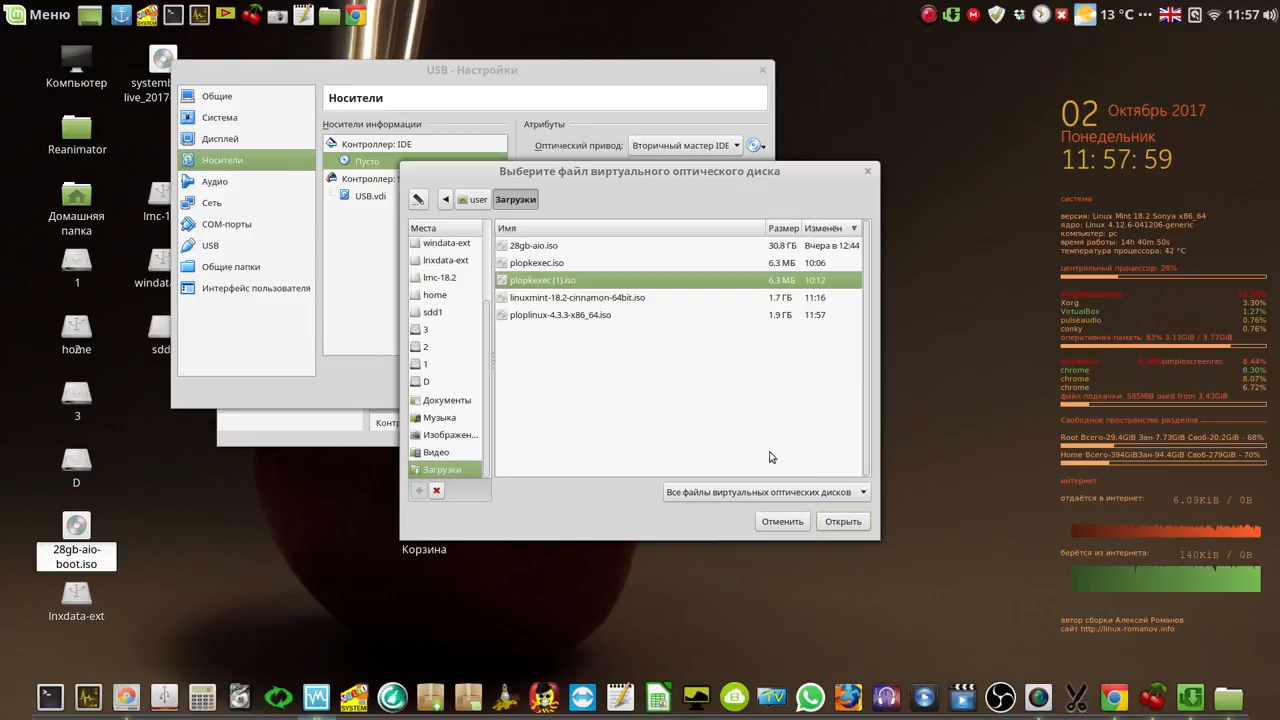 Меню
13 °C
11:57
Компьютер
systemb
live_2017-
Reanimator
Домашняя
папка
lmc-1
1
windat
home
2
sdd
3
D
28gb-aio-
boot.iso
lnxdata-ext
Корзина
USB - Настройки
Общие
Система
Дисплей
Носители
Аудио
Сеть
COM-порты
USB
Общие папки
Интерфейс пользователя
Носители
Носители информации
Атрибуты
Контроллер: IDE
Оптический привод:
Вторичный мастер IDE
Пусто
Контроллер: S
USB.vdi
Контр
Выберите файл виртуального оптического диска
user
Загрузки
Места
windata-ext
lnxdata-ext
lmc-18.2
home
sdd1
3
2
1
D
Документы
Музыка
Изображен...
Видео
Загрузки
Имя Размер Изменён
28gb-aio.iso 30.8 ГБ Вчера в 12:44
plopkexec.iso 6.3 МБ 10:06
plopkexec (1).iso 6.3 МБ 10:12
linuxmint-18.2-cinnamon-64bit.iso 1.7 ГБ 11:16
ploplinux-4.3.3-x86_64.iso 1.9 ГБ 11:57
Все файлы виртуальных оптических дисков
Отменить
Открыть
02 Октябрь 2017
Понедельник
11: 57: 59
система
версия: Linux Mint 18.2 Sonya x86_64
ядро: Linux 4.12.6-041206-generic
компьютер: pc
время работы: 14h 40m 50s
температура процессора: 42 °C
центральный процессор: 28%
Xorg 3.30%
VirtualBox 1.27%
pulseaudio 0.76%
conky 0.76%
оперативная память: 83% 3.13GiB / 3.77GiB
simplescreenrec 8.44%
chrome 8.30%
chrome 8.07%
chrome 6.72%
файл подкачки: 585MiB used from 3.43GiB
Свободное пространство разделов
Root Всего-29.4GiB Зан-7.73GiB Своб-20.2GiB - 68%
Home Всего-394GiBЗан-94.4GiB Своб-279GiB - 70%
интернет
отдаётся в интернет: 6.09KiB / 0B
берётся из интернета: 140KiB / 0B
автор сборки Алексей Романов
сайт http://linux-romanov.info